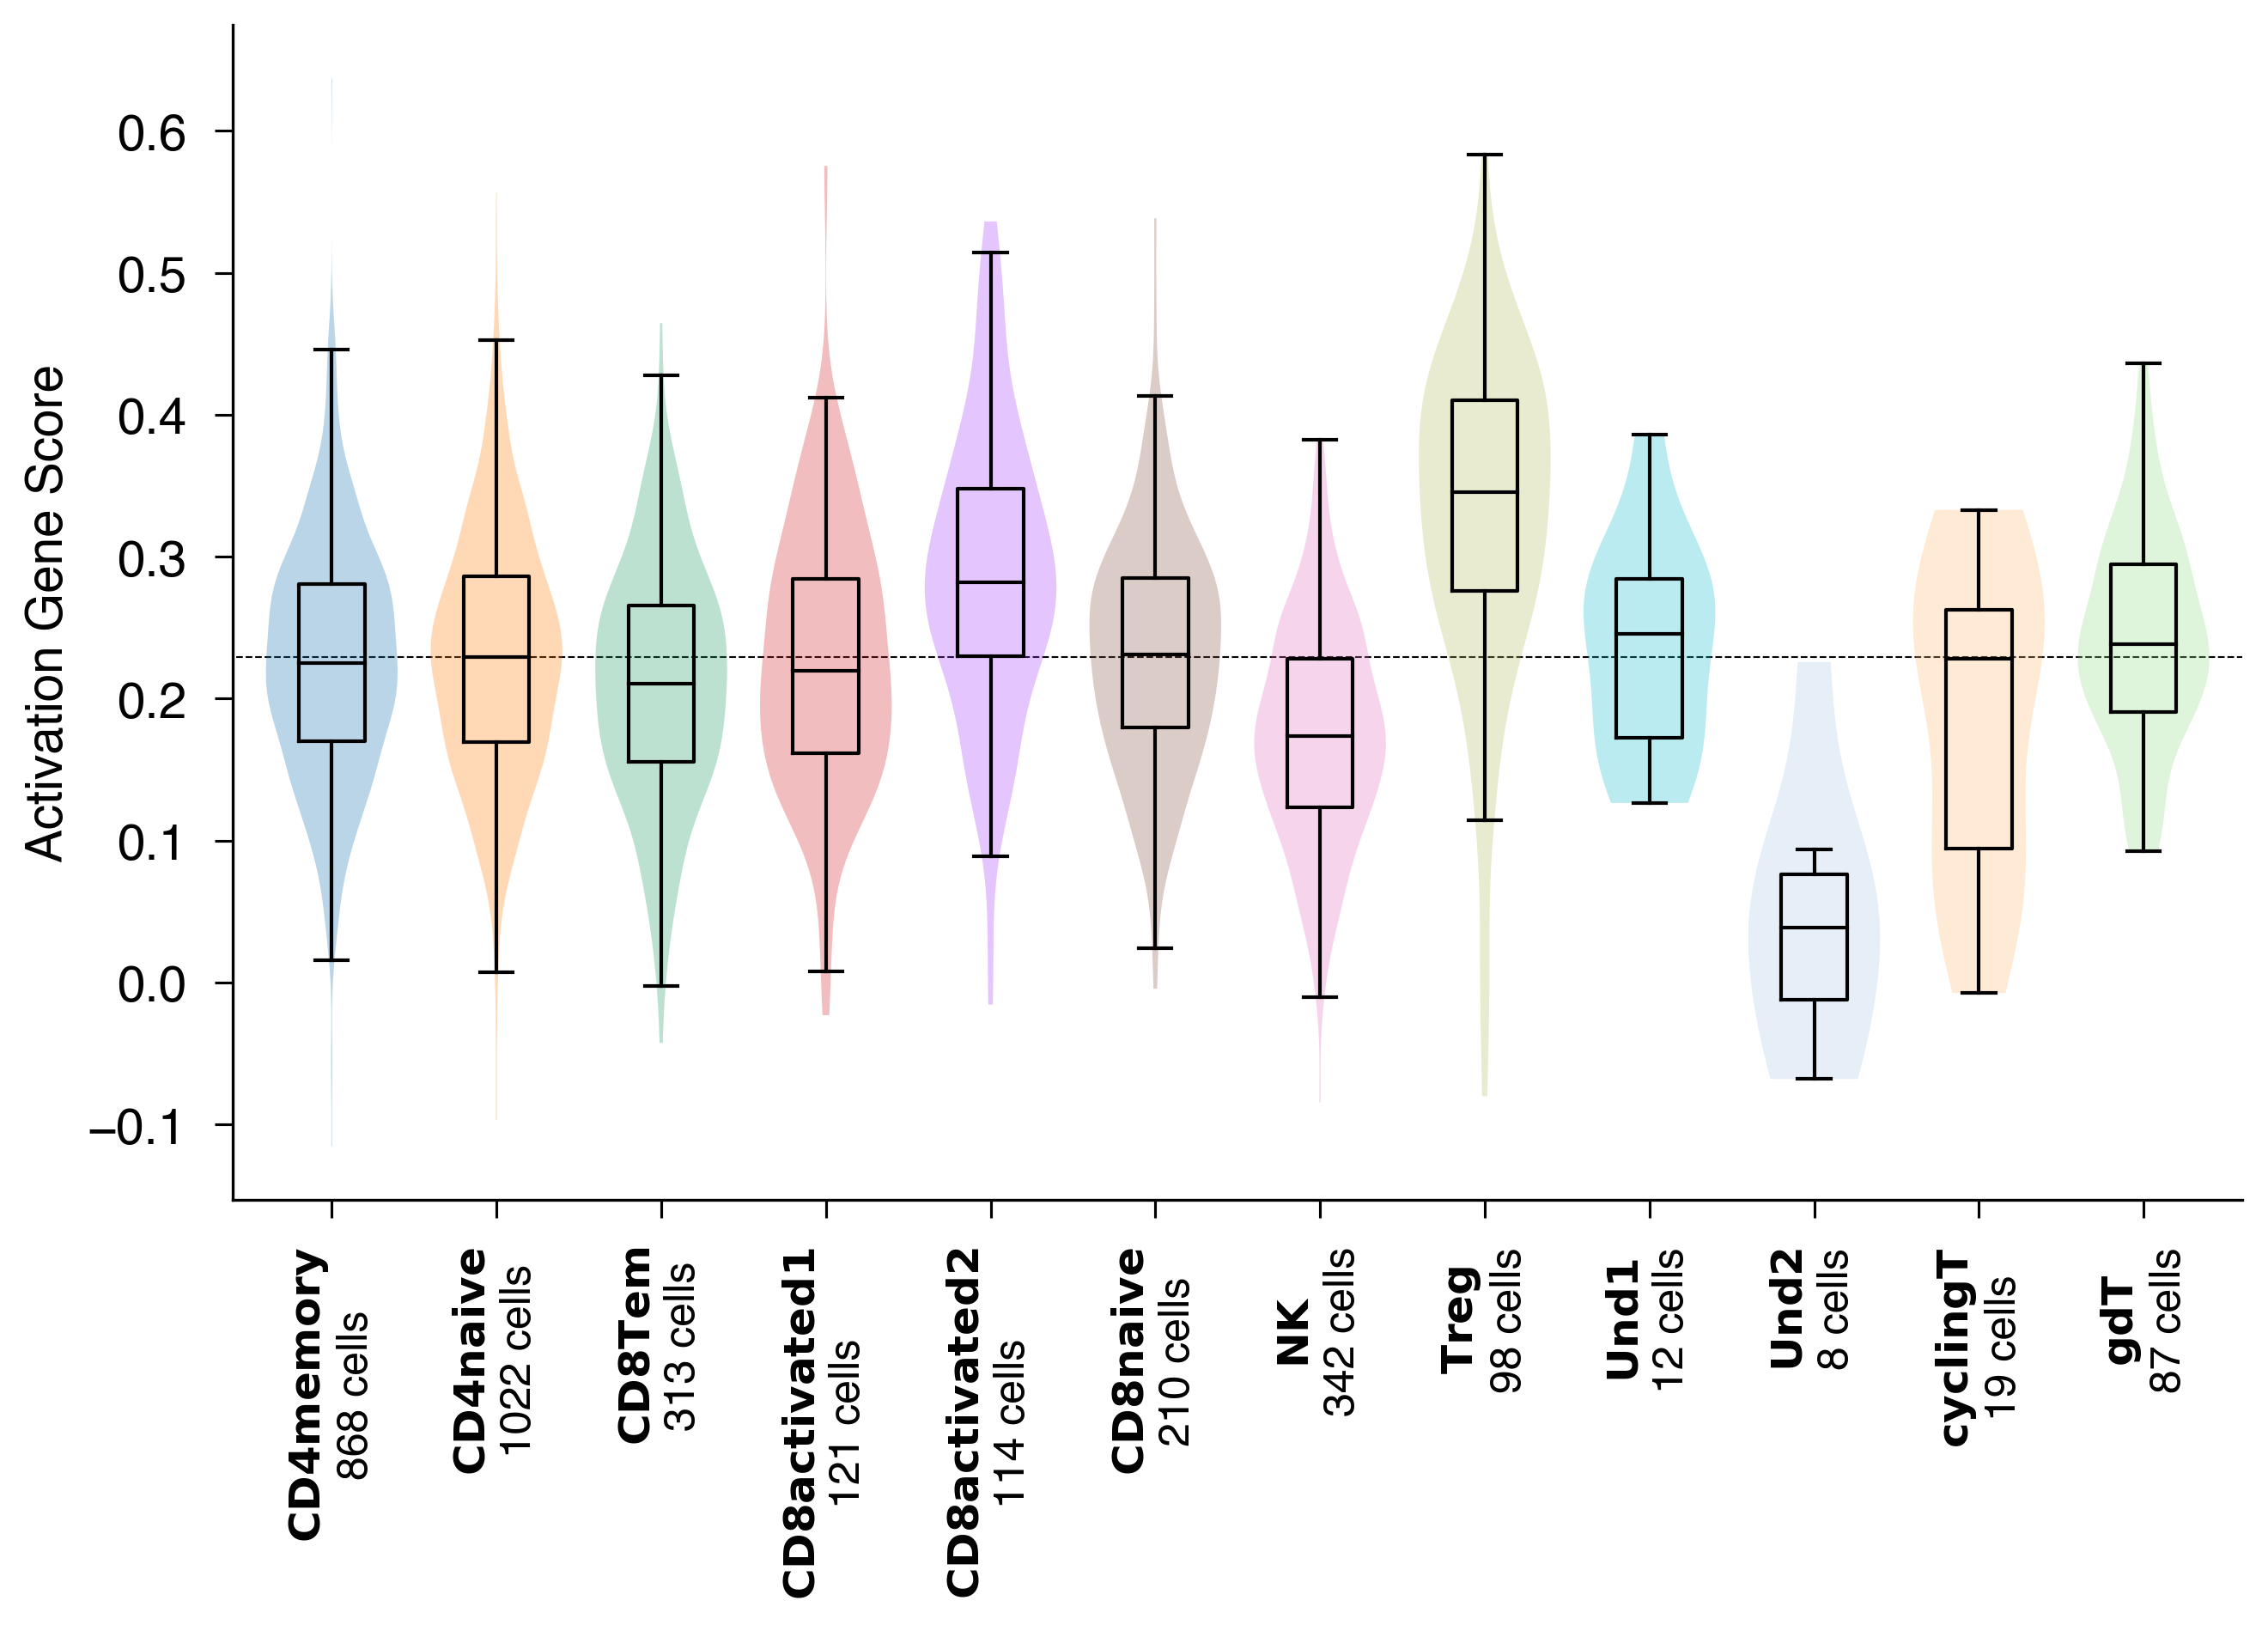 Activation Gene Score
0.6
0.5
0.4
0.3
0.2
0.1
0.0
−0.1
CD4memory
868 cells
CD4naive
1022 cells
CD8Tem
313 cells
CD8activated1
121 cells
CD8activated2
114 cells
CD8naive
210 cells
NK
342 cells
Treg
98 cells
Und1
12 cells
Und2
8 cells
cyclingT
19 cells
gdT
87 cells